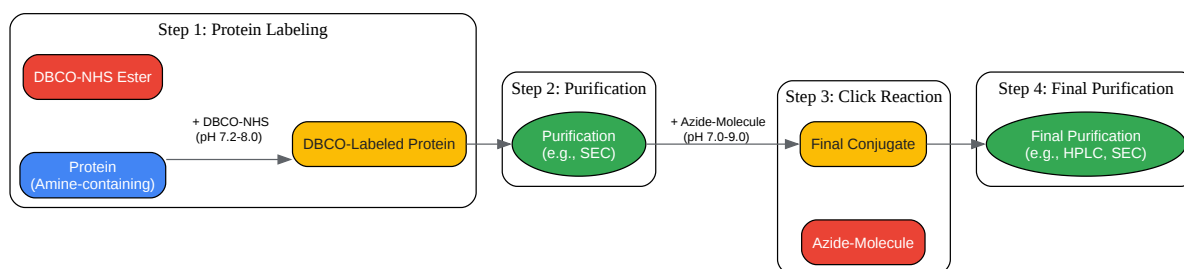 Step 1: Protein Labeling
DBCO-NHS Ester
Protein
(Amine-containing)
+ DBCO-NHS
(pH 7.2-8.0)
DBCO-Labeled Protein
Step 2: Purification
Purification
(e.g., SEC)
+ Azide-Molecule
(pH 7.0-9.0)
Step 3: Click Reaction
Final Conjugate
Azide-Molecule
Step 4: Final Purification
Final Purification
(e.g., HPLC, SEC)